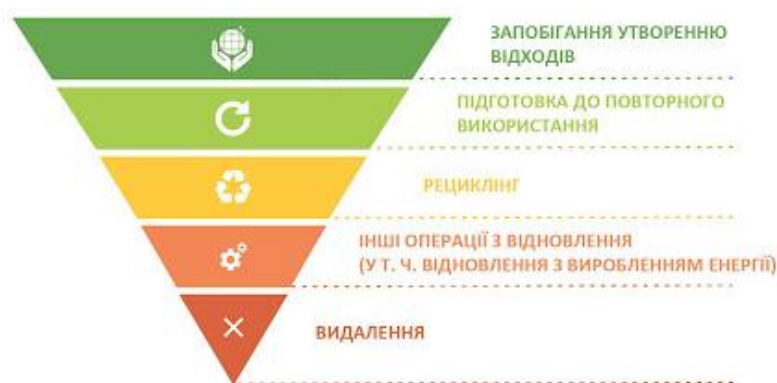 ЗАПОБІГАННЯ УТВОРЕННЮ
ВІДХОДІВ
ПІДГОТОВКА ДО ПОВТОРНОГО
ВИКОРИСТАННЯ
РЕЦИКЛІНГ
ІНШІ ОПЕРАЦІЇ З ВІДНОВЛЕННЯ
(У Т. Ч. ВІДНОВЛЕННЯ З ВИРОБЛЕННЯМ ЕНЕРГІЇ)
ВИДАЛЕННЯ